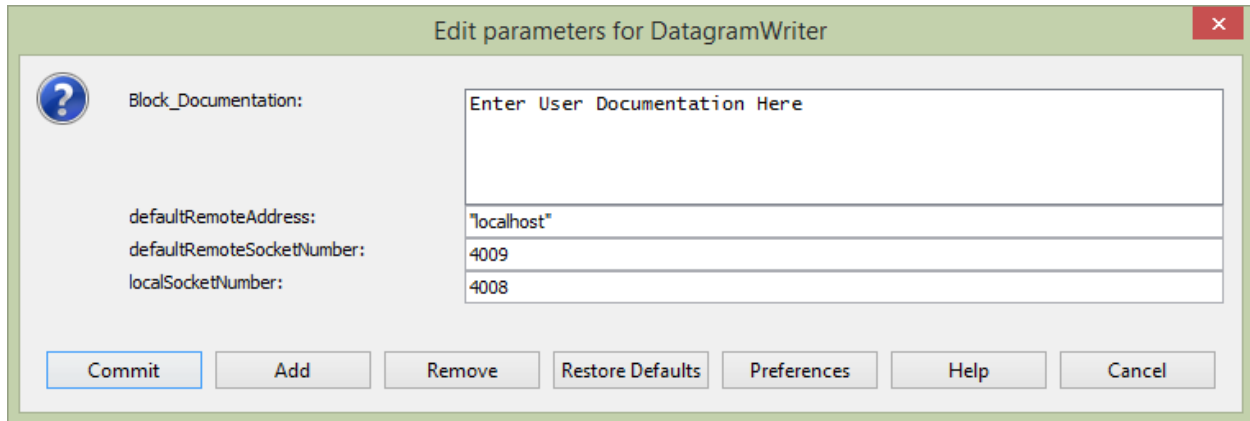 Edit parameters for DatagramWriter
Block_Documentation:
Enter User Documentation Here
defaultRemoteAddress:
"localhost"
defaultRemoteSocketNumber:
4009
localSocketNumber:
4008
Commit
Add
Remove
Restore Defaults
Preferences
Help
Cancel